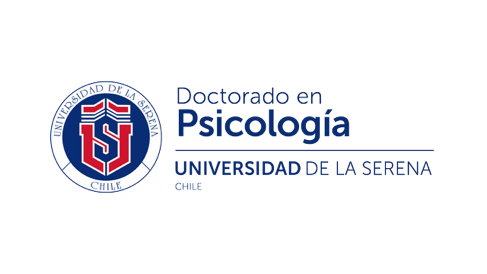 UNIVERSIDAD DE LA SERENA
CHILE
Doctorado en
Psicología
UNIVERSIDAD DE LA SERENA
CHILE